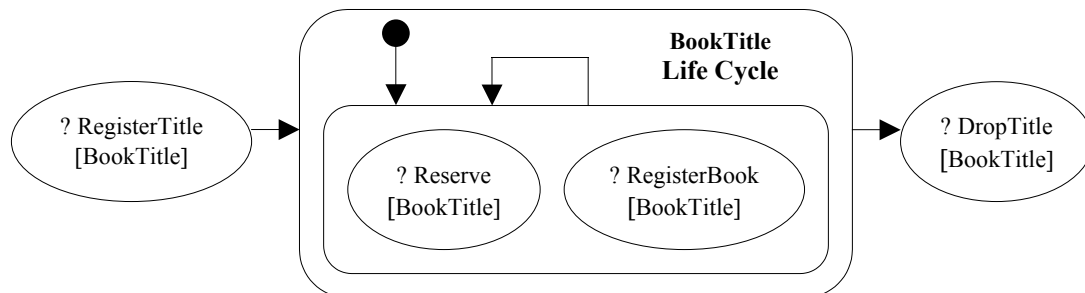 BookTitle
Life Cycle
? RegisterTitle
[BookTitle]
? Reserve
[BookTitle]
? RegisterBook
[BookTitle]
? DropTitle
[BookTitle]